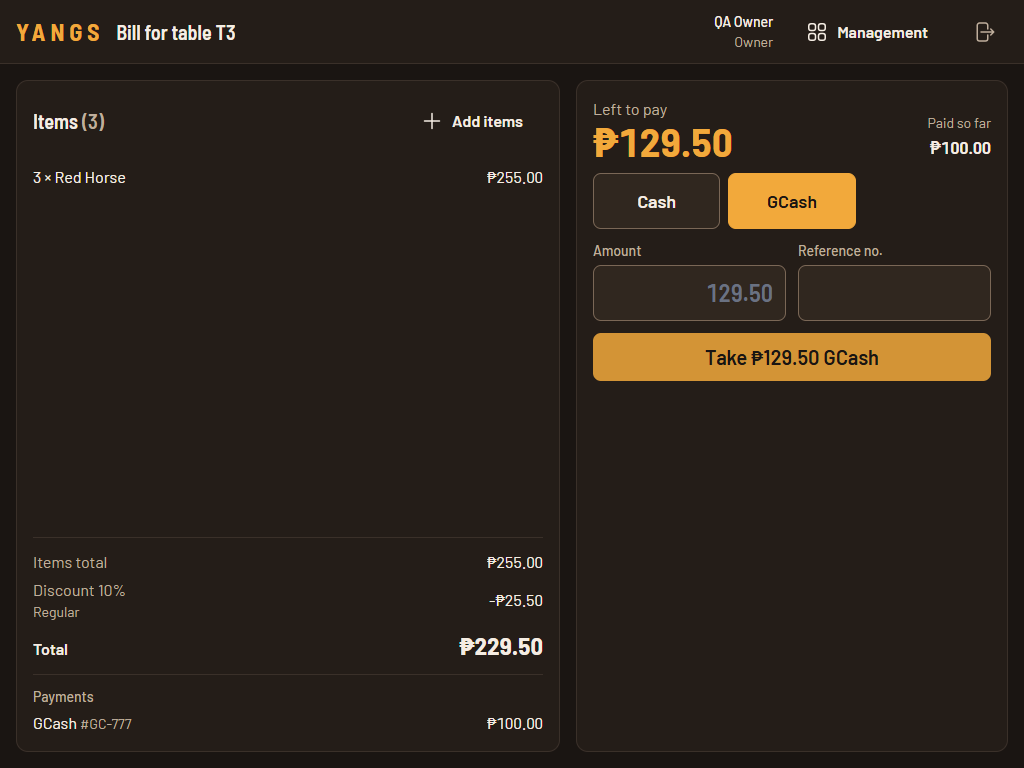 YANGS Bill for table T3
QA Owner
Owner
Management
Items (3)
Add items
3 × Red Horse ₱255.00
Items total ₱255.00
Discount 10%
Regular
-₱25.50
Total ₱229.50
Payments
GCash #GC-777 ₱100.00
Left to pay
₱129.50
Paid so far
₱100.00
Cash GCash
Amount Reference no.
129.50
Take ₱129.50 GCash